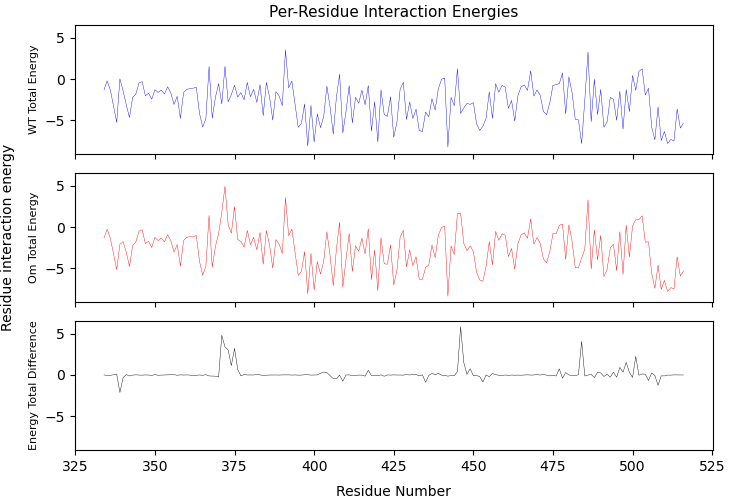 Per-Residue Interaction Energies
5
0
−5
WT Total Energy
5
0
−5
Om Total Energy
Residue interaction energy
5
0
−5
Energy Total Difference
325 350 375 400 425 450 475 500 525
Residue Number